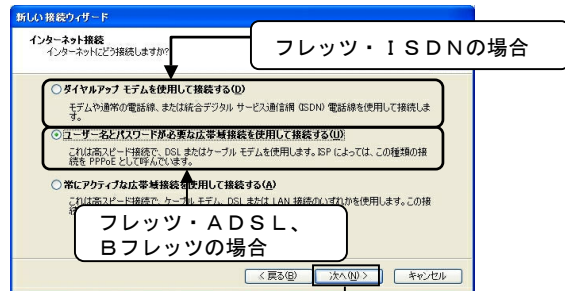 新しい接続ウィザード
インターネット接続
インターネットにどう接続しますか?
フレッツ・ISDNの場合
ダイヤルアップ モデムを使用して接続する(D)
モデムや通常の電話線、または統合デジタル サービス通信網 (ISDN) 電話線を使用して接続しま
す。
ユーザー名とパスワードが必要な広帯域接続を使用して接続する(U)
これは高スピード接続で、DSL またはケーブル モデムを使用します。ISP によっては、この種類の接
続を PPPoE として呼んでいます。
常にアクティブな広帯域接続を使用して接続する(A)
これは高スピード接続で、ケーブル モデム、DSL または LAN 接続のいずれかを使用します。この接
フレッツ・ADSL、
Bフレッツの場合
< 戻る(B) 次へ(N) > キャンセル